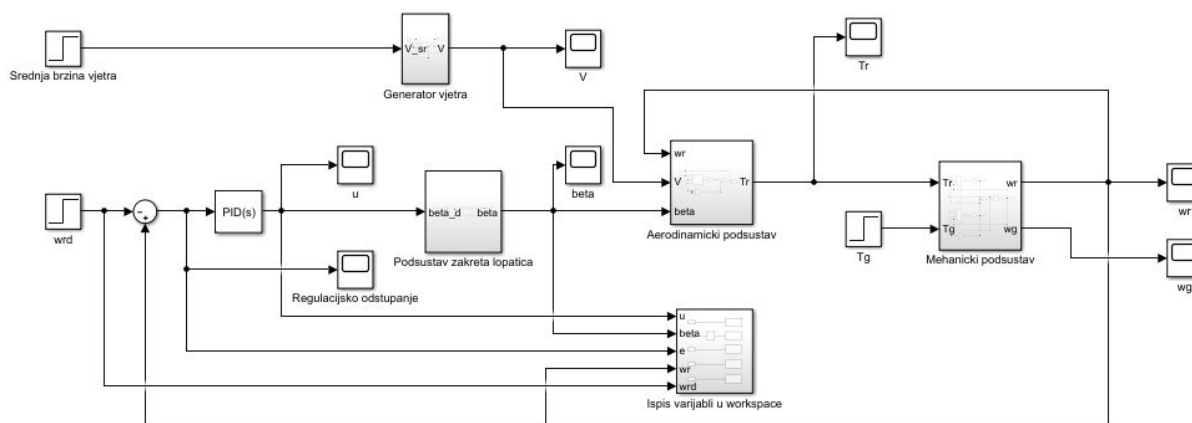 Srednja brzina vjetra
V_sr V
Generator vjetra
V
Tr
wrd
PID(s)
u
Regulacijsko odstupanje
beta_d beta
Podsustav zakreta lopatica
beta
wr
V
beta
Tr
Aerodinamicki podsustav
Tg
Tr
Tg
wr
wg
Mehanicki podsustav
wr
wg
u
beta
e
wr
wrd
Ispis varijabli u workspace